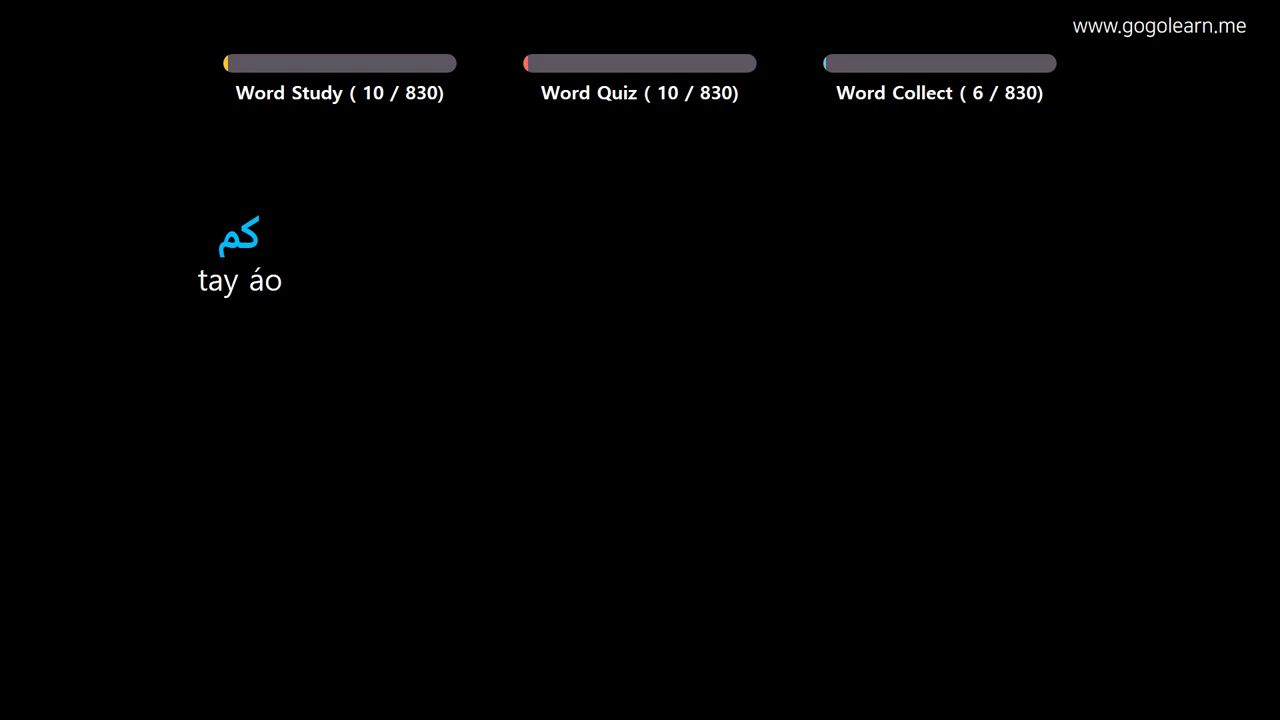 www.gogolearn.me
Word Study ( 10 / 830)
Word Quiz ( 10 / 830)
Word Collect ( 6 / 830)
كم
tay áo